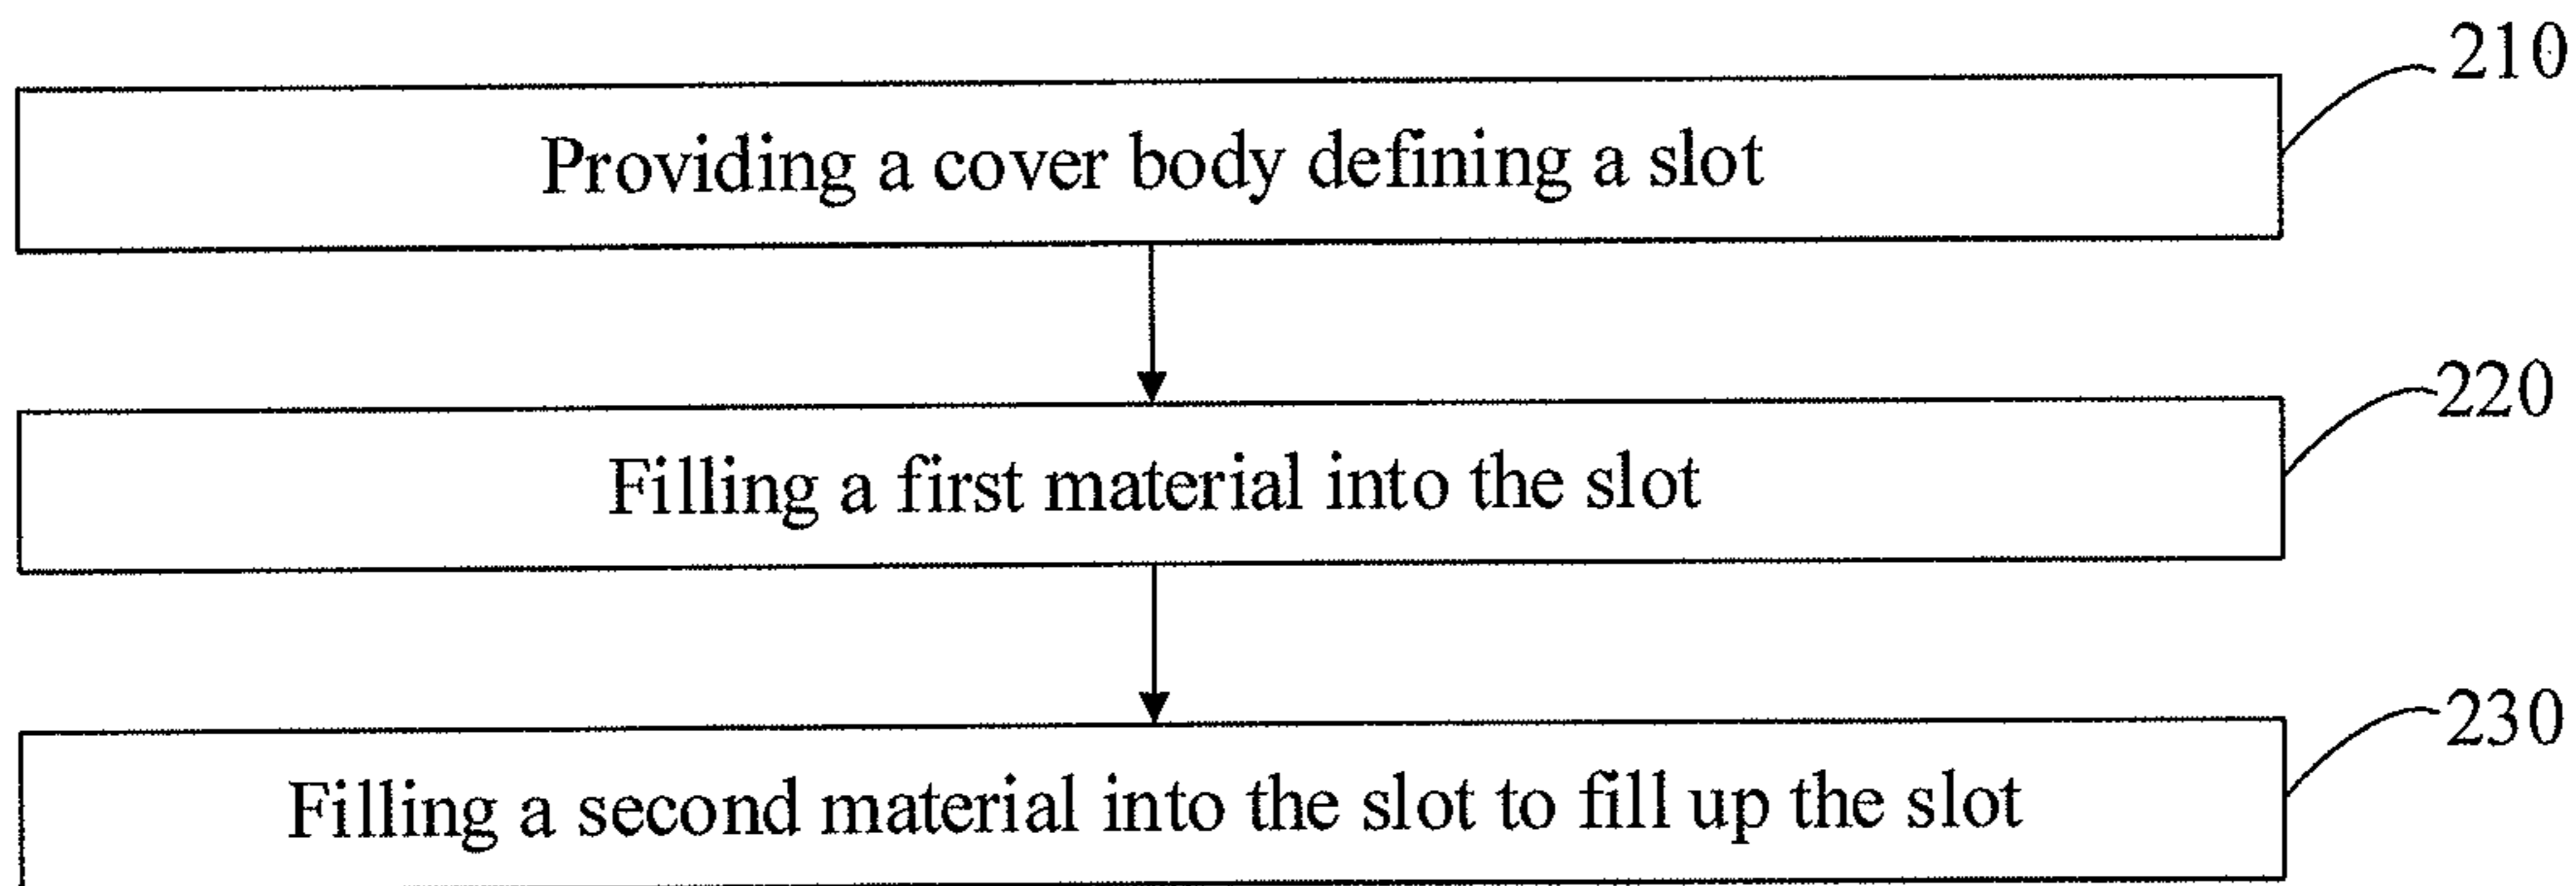 210
Providing a cover body defining a slot
220
Filling a first material into the slot
230
Filling a second material into the slot to fill up the slot